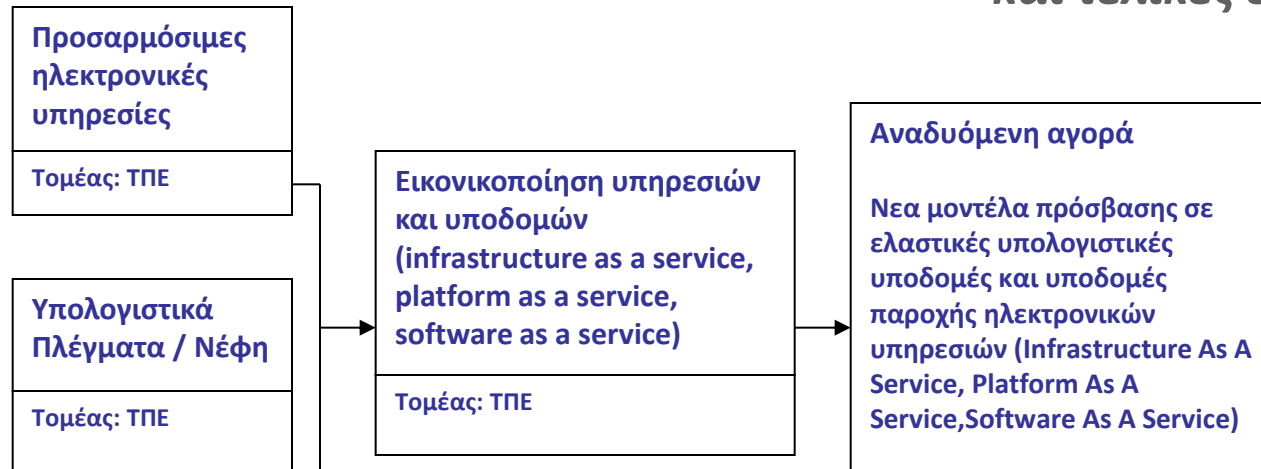 και τελικές
Προσαρμόσιμες
ηλεκτρονικές
υπηρεσίες
Τομέας: ΤΠΕ
Υπολογιστικά
Πλέγματα / Νέφη
Τομέας: ΤΠΕ
Εικονικοποίηση υπηρεσιών
και υποδομών
(infrastructure as a service,
platform as a service,
software as a service)
Τομέας: ΤΠΕ
Αναδυόμενη αγορά
Νεα μοντέλα πρόσβασης σε
ελαστικές υπολογιστικές
υποδομές και υποδομές
παροχής ηλεκτρονικών
υπηρεσιών (Infrastructure As A
Service, Platform As A
Service,Software As A Service)